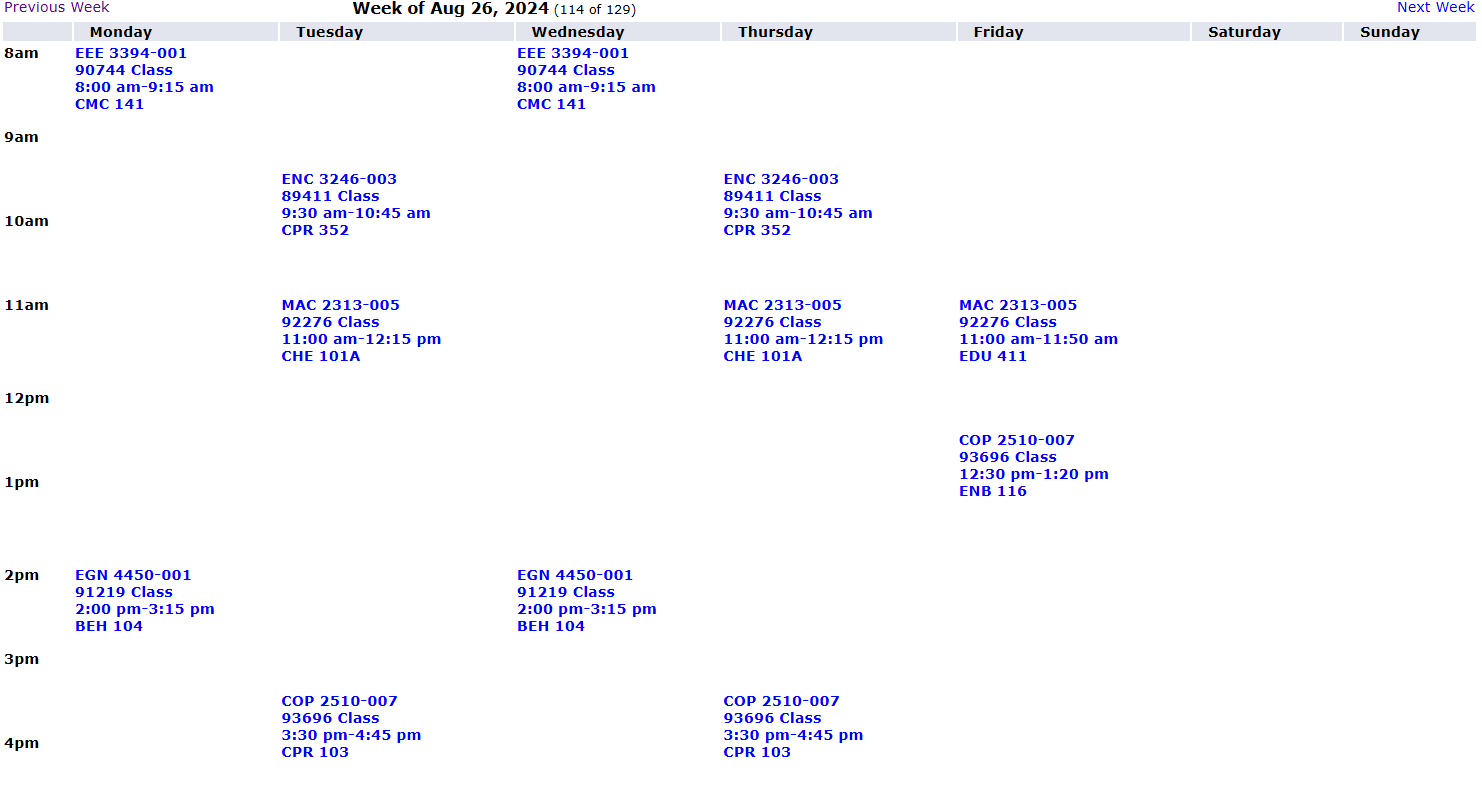 Previous Week
Week of Aug 26, 2024 (114 of 129)
Next Week
Monday
Tuesday
Wednesday
Thursday
Friday
Saturday
Sunday
8am
EEE 3394-001
90744 Class
8:00 am-9:15 am
CMC 141
EEE 3394-001
90744 Class
8:00 am-9:15 am
CMC 141
9am
ENC 3246-003
89411 Class
9:30 am-10:45 am
CPR 352
ENC 3246-003
89411 Class
9:30 am-10:45 am
CPR 352
10am
11am
MAC 2313-005
92276 Class
11:00 am-12:15 pm
CHE 101A
MAC 2313-005
92276 Class
11:00 am-12:15 pm
CHE 101A
MAC 2313-005
92276 Class
11:00 am-11:50 am
EDU 411
12pm
COP 2510-007
93696 Class
12:30 pm-1:20 pm
ENB 116
1pm
2pm
EGN 4450-001
91219 Class
2:00 pm-3:15 pm
BEH 104
EGN 4450-001
91219 Class
2:00 pm-3:15 pm
BEH 104
3pm
COP 2510-007
93696 Class
3:30 pm-4:45 pm
CPR 103
COP 2510-007
93696 Class
3:30 pm-4:45 pm
CPR 103
4pm